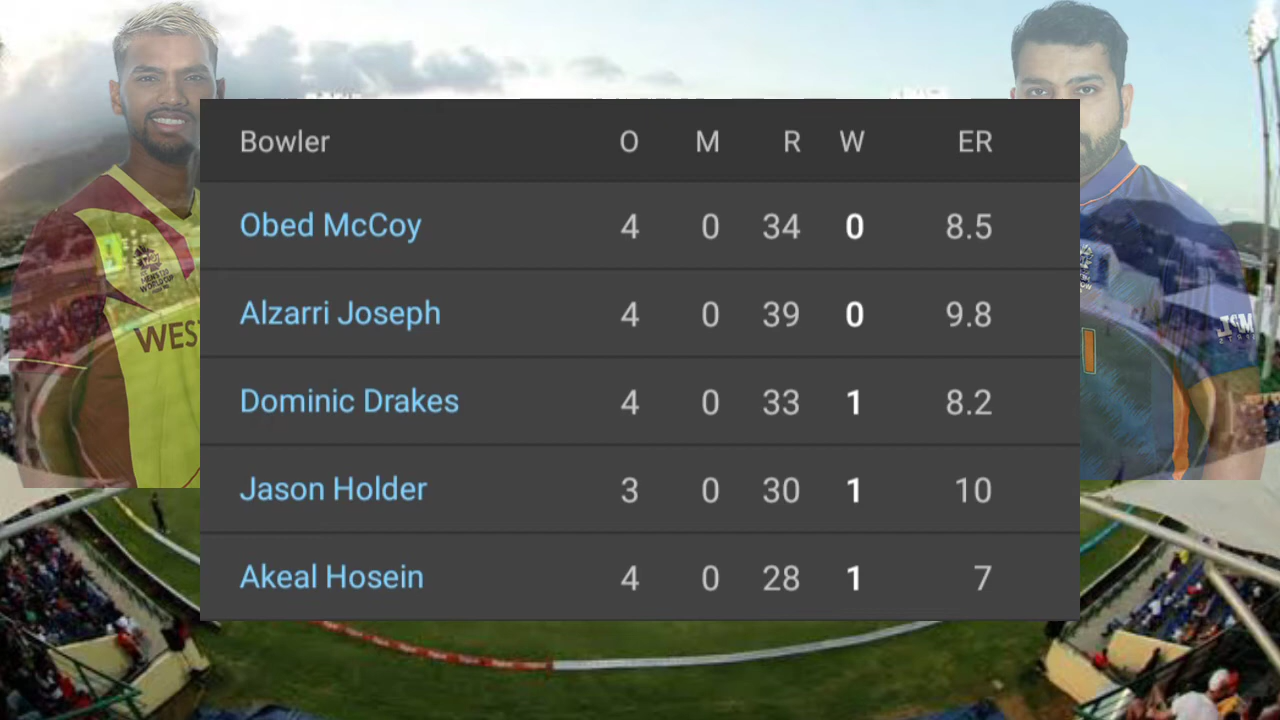 Bowler O M R W ER
Obed McCoy 4 0 34 0 8.5
Alzarri Joseph 4 0 39 0 9.8
Dominic Drakes 4 0 33 1 8.2
Jason Holder 3 0 30 1 10
Akeal Hosein 4 0 28 1 7
WES